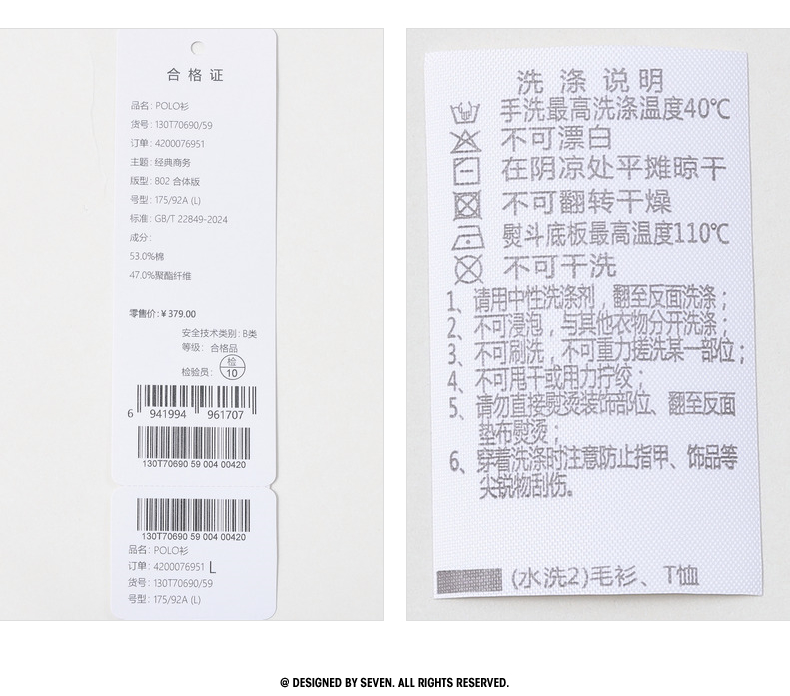 合格证
品名: POLO衫
货号: 130T70690/59
订单: 4200076951
主题: 经典商务
版型: 802 合体版
号型: 175/92A (L)
标准: GB/T 22849-2024
成分:
53.0%棉
47.0%聚酯纤维
零售价: ¥ 379.00
安全技术类别: B类
等级: 合格品
检验员: 检 10
6 941994 961707
130T70690 59 004 00420
130T70690 59 004 00420
品名: POLO衫
订单: 4200076951 L
货号: 130T70690/59
号型: 175/92A (L)
洗涤说明
手洗最高洗涤温度40℃
不可漂白
在阴凉处平摊晾干
不可翻转干燥
熨斗底板最高温度110℃
不可干洗
1、请用中性洗涤剂，翻至反面洗涤；
2、不可浸泡，与其他衣物分开洗涤；
3、不可刷洗，不可重力搓洗某一部位；
4、不可甩干或用力拧绞；
5、请勿直接熨烫装饰部位、翻至反面
垫布熨烫；
6、穿着洗涤时注意防止指甲、饰品等
尖锐物刮伤。
(水洗2)毛衫、T恤
@ DESIGNED BY SEVEN. ALL RIGHTS RESERVED.